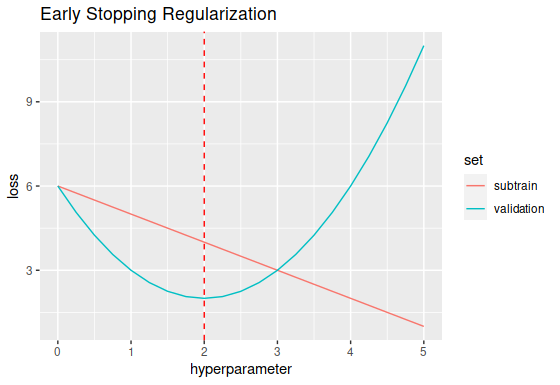 Early Stopping Regularization
loss
9
6
3
0 1 2 3 4 5
hyperparameter
set
subtrain
validation